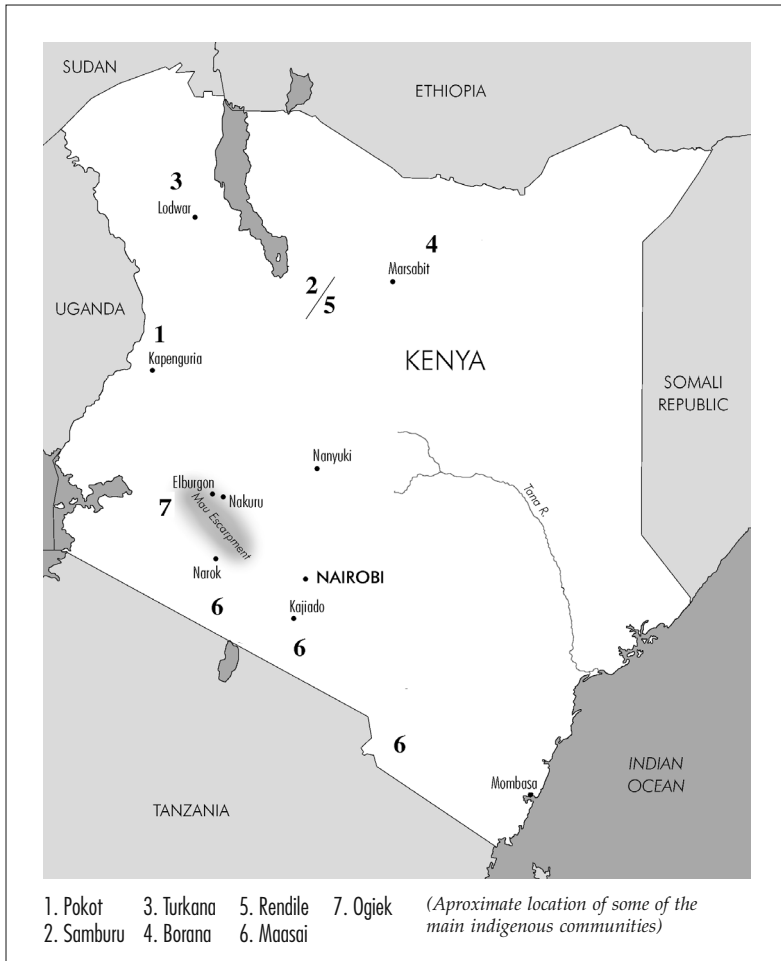 SUDAN
ETHIOPIA
3
Lodwar
4
Marsabit
2
5
UGANDA
1
Kapenguria
KENYA
SOMALI
REPUBLIC
Nanyuki
Elburgon
Nakuru
7
Mau Escarpment
Tana R.
Narok
NAIROBI
6
Kajiado
6
6
Mombasa
INDIAN
OCEAN
TANZANIA
1. Pokot 3. Turkana 5. Rendile 7. Ogiek
2. Samburu 4. Borana 6. Maasai
(Aproximate location of some of the
main indigenous communities)